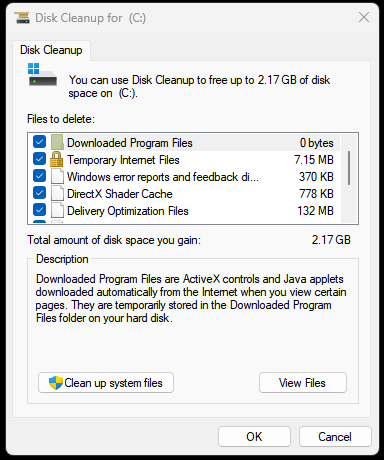 Disk Cleanup for (C:)
Disk Cleanup
You can use Disk Cleanup to free up to 2.17 GB of disk
space on (C:).
Files to delete:
Downloaded Program Files 0 bytes
Temporary Internet Files 7.15 MB
Windows error reports and feedback di... 370 KB
DirectX Shader Cache 778 KB
Delivery Optimization Files 132 MB
Total amount of disk space you gain: 2.17 GB
Description
Downloaded Program Files are ActiveX controls and Java applets
downloaded automatically from the Internet when you view certain
pages. They are temporarily stored in the Downloaded Program
Files folder on your hard disk.
Clean up system files View Files
OK Cancel